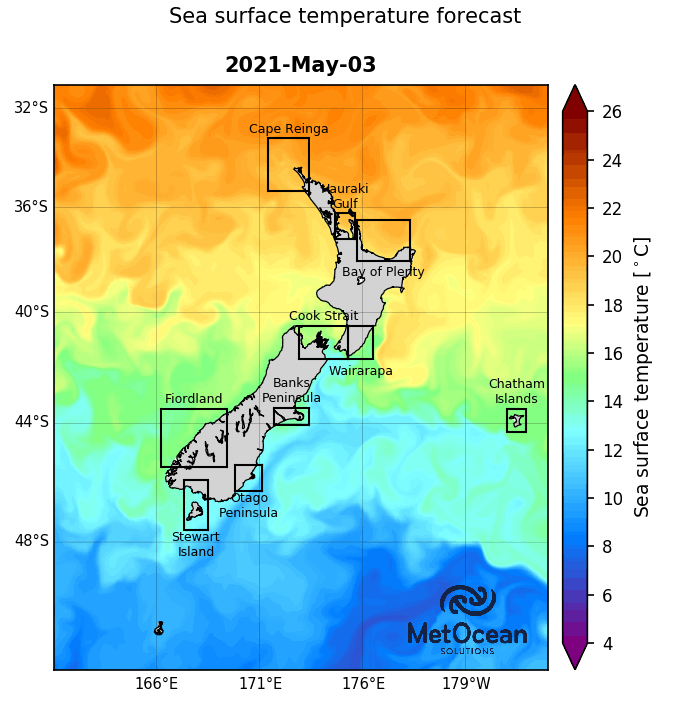 Sea surface temperature forecast
2021-May-03
32°S
36°S
40°S
44°S
48°S
166°E
171°E
176°E
179°W
Cape Reinga
Hauraki
Gulf
Bay of Plenty
Cook Strait
Wairarapa
Banks
Peninsula
Fiordland
Chatham
Islands
Otago
Peninsula
Stewart
Island
MetOcean
SOLUTIONS
26
24
22
20
18
16
14
12
10
8
6
4
Sea surface temperature [°C]